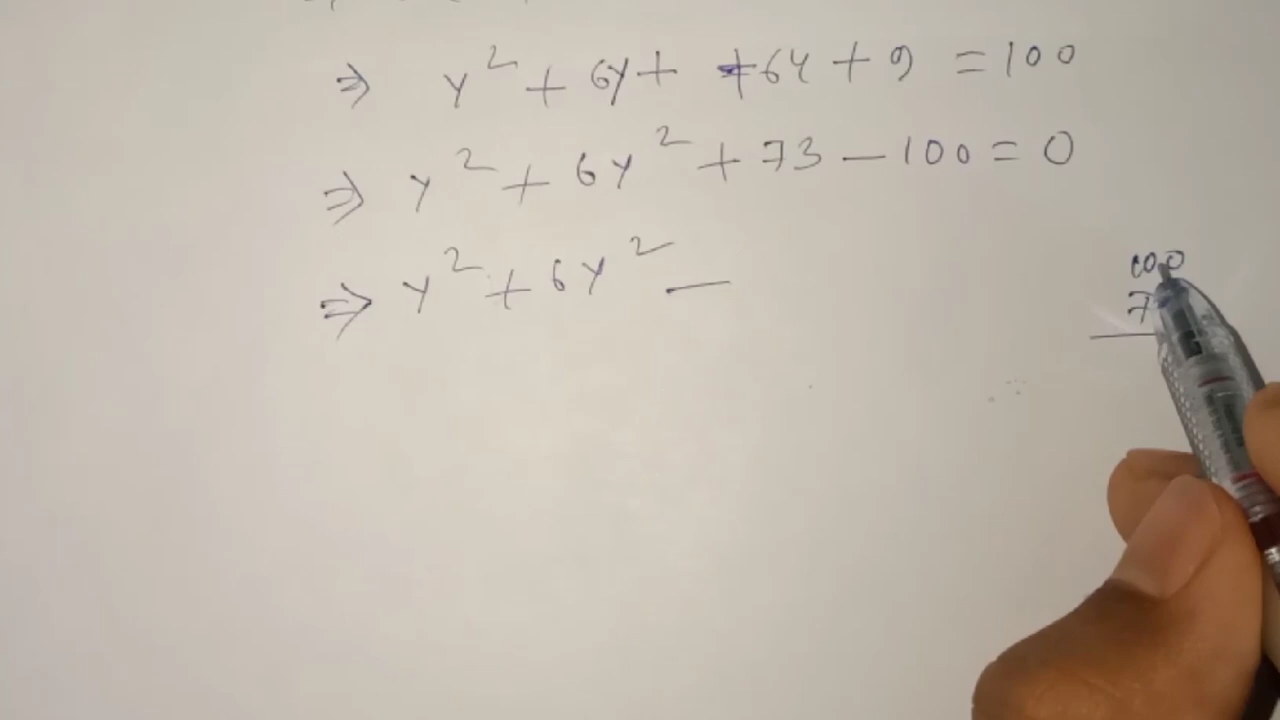 ⇒ y² + 6y + +64 + 9 = 100
⇒ y² + 6y² + 73 - 100 = 0
⇒ y² + 6y² -
100
7